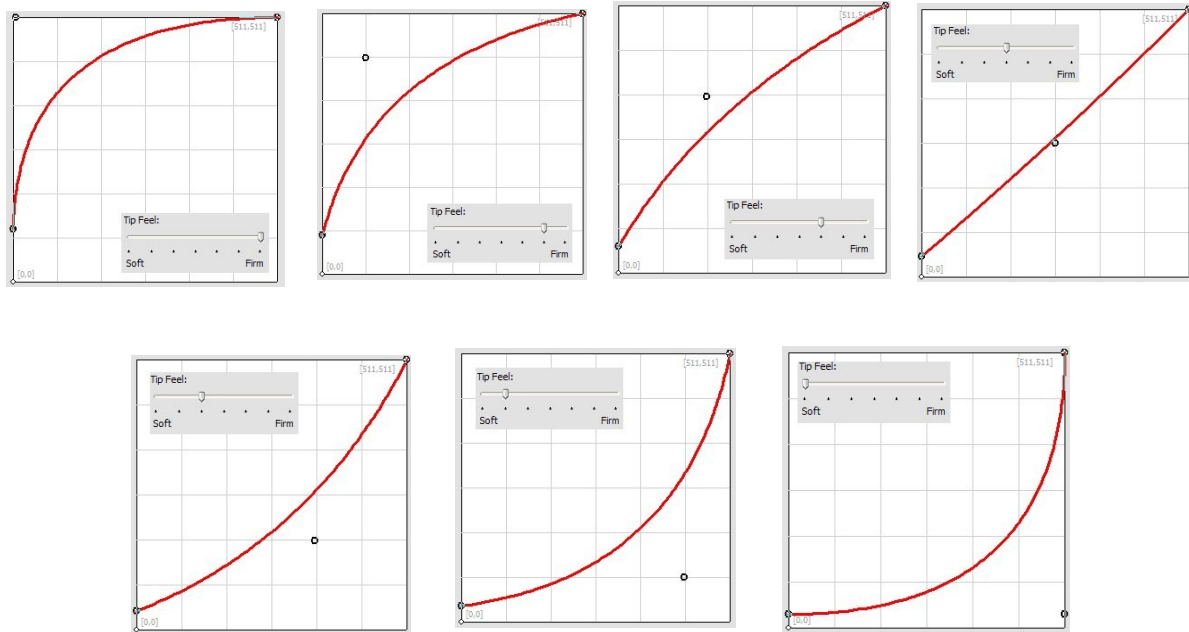 [511,511]
Tip Feel:
Soft Firm
[0,0]
[511,511]
Tip Feel:
Soft Firm
[0,0]
[511,511]
Tip Feel:
Soft Firm
[0,0]
[511,511]
Tip Feel:
Soft Firm
[0,0]
[511,511]
Tip Feel:
Soft Firm
[0,0]
[511,511]
Tip Feel:
Soft Firm
[0,0]
[511,511]
Tip Feel:
Soft Firm
[0,0]